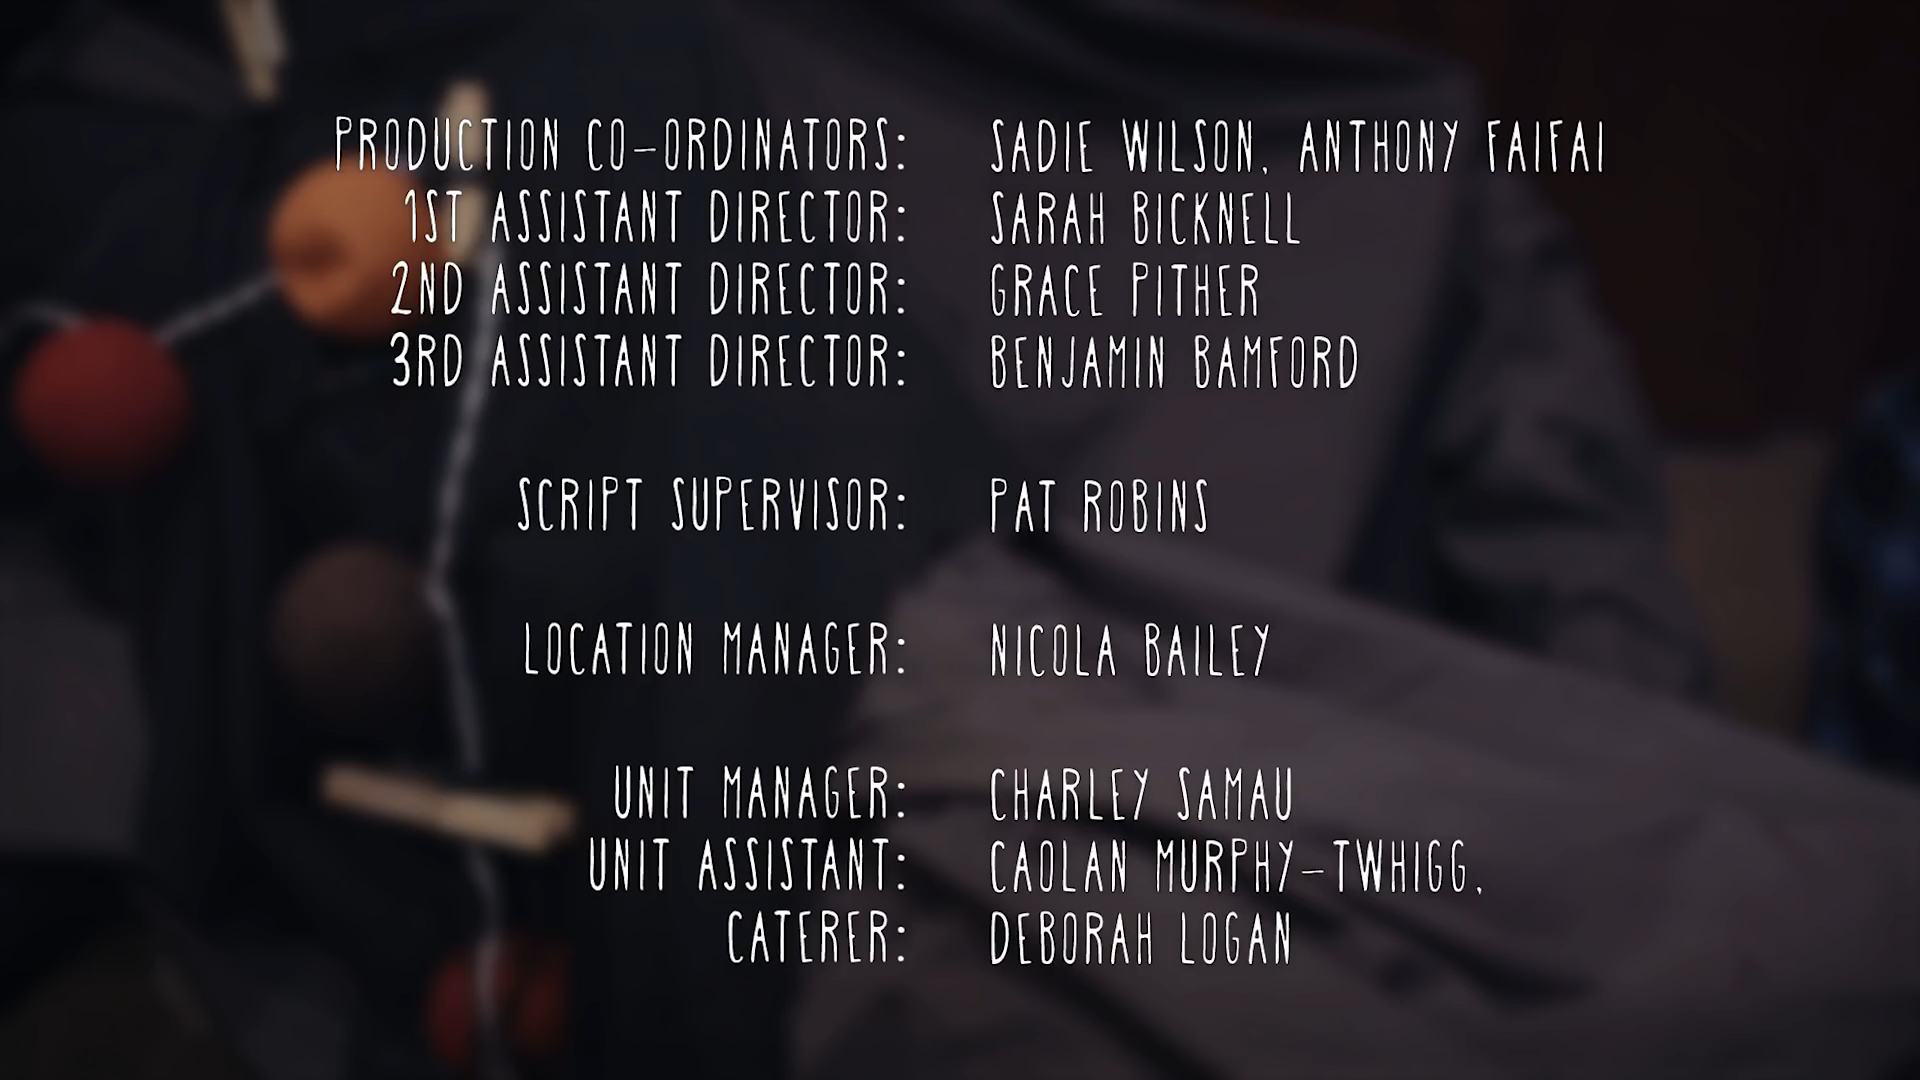 PRODUCTION CO-ORDINATORS: SADIE WILSON, ANTHONY FAIFAI
1ST ASSISTANT DIRECTOR: SARAH BICKNELL
2ND ASSISTANT DIRECTOR: GRACE PITHER
3RD ASSISTANT DIRECTOR: BENJAMIN BAMFORD
SCRIPT SUPERVISOR: PAT ROBINS
LOCATION MANAGER: NICOLA BAILEY
UNIT MANAGER: CHARLEY SAMAU
UNIT ASSISTANT: CAOLAN MURPHY-TWHIGG,
CATERER: DEBORAH LOGAN